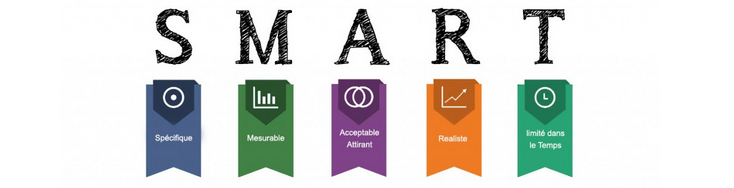 S M A R T
Spécifique
Mesurable
Acceptable
Attirant
Realiste
limité dans
le Temps